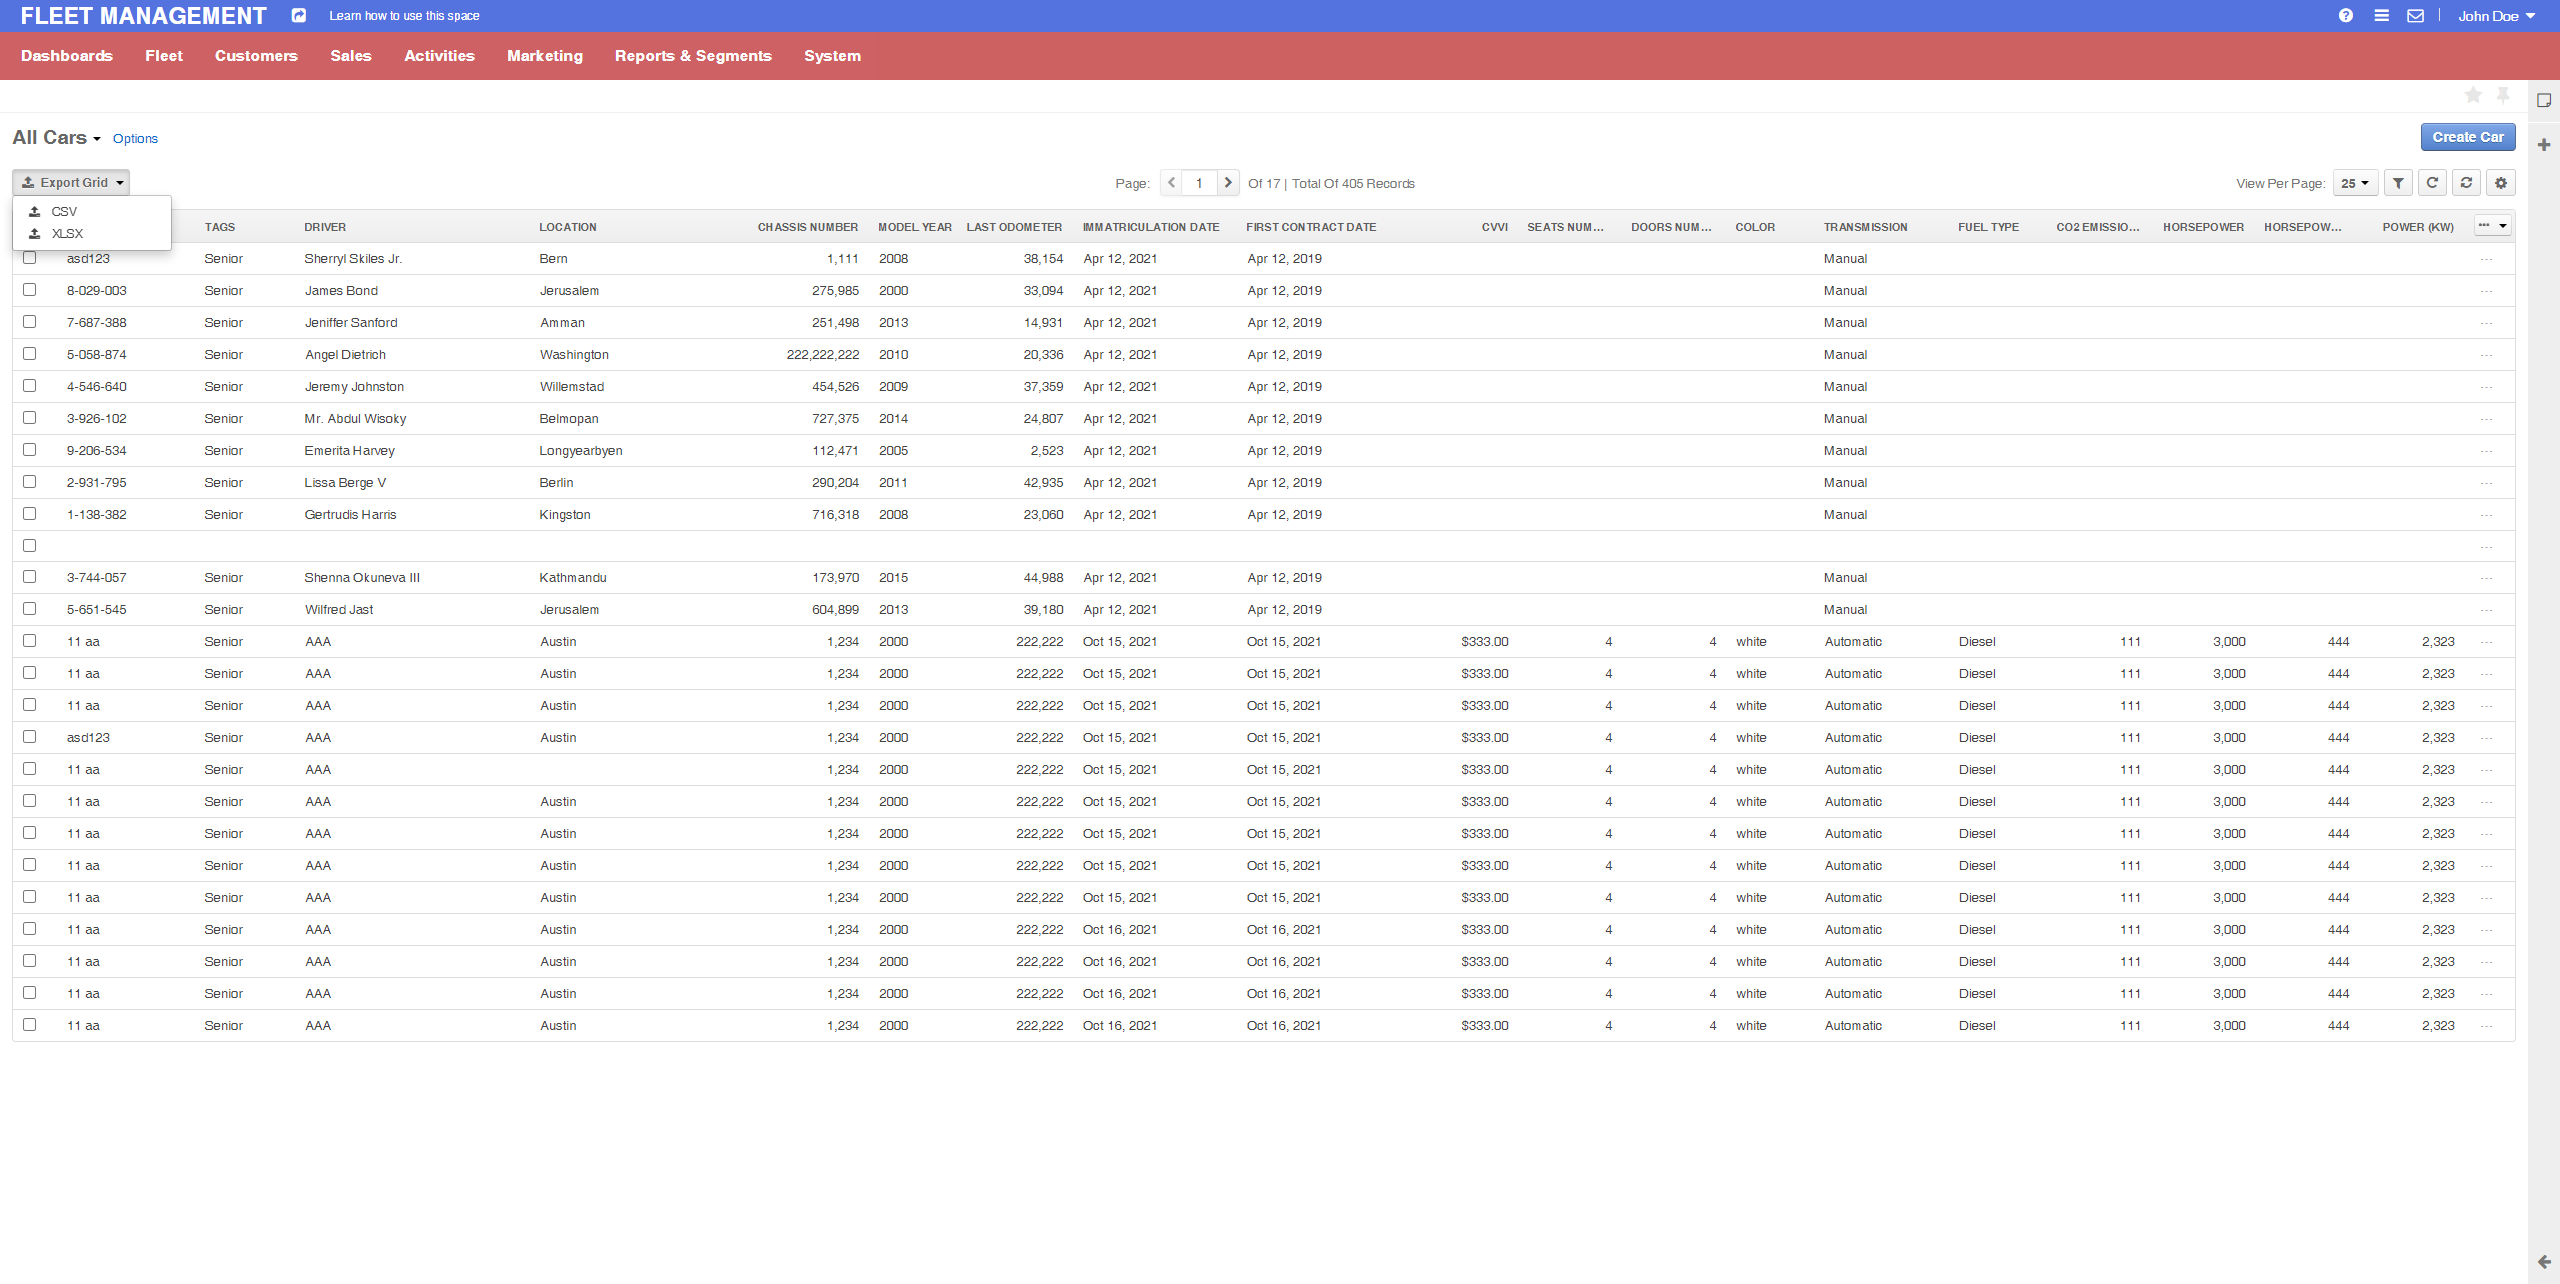 FLEET MANAGEMENT Learn how to use this space John Doe
Dashboards Fleet Customers Sales Activities Marketing Reports & Segments System
All Cars Options Create Car
Export Grid Page: 1 Of 17 | Total Of 405 Records View Per Page: 25
CSV
XLSX
TAGS DRIVER LOCATION CHASSIS NUMBER MODEL YEAR LAST ODOMETER IMMATRICULATION DATE FIRST CONTRACT DATE CVVI SEATS NUM... DOORS NUM... COLOR TRANSMISSION FUEL TYPE CO2 EMISSIO... HORSEPOWER HORSEPOW... POWER (KW)
asd123 Senior Sherryl Skiles Jr. Bern 1,111 2008 38,154 Apr 12, 2021 Apr 12, 2019 Manual
8-029-003 Senior James Bond Jerusalem 275,985 2000 33,094 Apr 12, 2021 Apr 12, 2019 Manual
7-687-388 Senior Jeniffer Sanford Amman 251,498 2013 14,931 Apr 12, 2021 Apr 12, 2019 Manual
5-058-874 Senior Angel Dietrich Washington 222,222,222 2010 20,336 Apr 12, 2021 Apr 12, 2019 Manual
4-546-640 Senior Jeremy Johnston Willemstad 454,526 2009 37,359 Apr 12, 2021 Apr 12, 2019 Manual
3-926-102 Senior Mr. Abdul Wisoky Belmopan 727,375 2014 24,807 Apr 12, 2021 Apr 12, 2019 Manual
9-206-534 Senior Emerita Harvey Longyearbyen 112,471 2005 2,523 Apr 12, 2021 Apr 12, 2019 Manual
2-931-795 Senior Lissa Berge V Berlin 290,204 2011 42,935 Apr 12, 2021 Apr 12, 2019 Manual
1-138-382 Senior Gertrudis Harris Kingston 716,318 2008 23,060 Apr 12, 2021 Apr 12, 2019 Manual
3-744-057 Senior Shenna Okuneva III Kathmandu 173,970 2015 44,988 Apr 12, 2021 Apr 12, 2019 Manual
5-651-545 Senior Wilfred Jast Jerusalem 604,899 2013 39,180 Apr 12, 2021 Apr 12, 2019 Manual
11 aa Senior AAA Austin 1,234 2000 222,222 Oct 15, 2021 Oct 15, 2021 $333.00 4 4 white Automatic Diesel 111 3,000 444 2,323
11 aa Senior AAA Austin 1,234 2000 222,222 Oct 15, 2021 Oct 15, 2021 $333.00 4 4 white Automatic Diesel 111 3,000 444 2,323
11 aa Senior AAA Austin 1,234 2000 222,222 Oct 15, 2021 Oct 15, 2021 $333.00 4 4 white Automatic Diesel 111 3,000 444 2,323
asd123 Senior AAA Austin 1,234 2000 222,222 Oct 15, 2021 Oct 15, 2021 $333.00 4 4 white Automatic Diesel 111 3,000 444 2,323
11 aa Senior AAA 1,234 2000 222,222 Oct 15, 2021 Oct 15, 2021 $333.00 4 4 white Automatic Diesel 111 3,000 444 2,323
11 aa Senior AAA Austin 1,234 2000 222,222 Oct 15, 2021 Oct 15, 2021 $333.00 4 4 white Automatic Diesel 111 3,000 444 2,323
11 aa Senior AAA Austin 1,234 2000 222,222 Oct 15, 2021 Oct 15, 2021 $333.00 4 4 white Automatic Diesel 111 3,000 444 2,323
11 aa Senior AAA Austin 1,234 2000 222,222 Oct 15, 2021 Oct 15, 2021 $333.00 4 4 white Automatic Diesel 111 3,000 444 2,323
11 aa Senior AAA Austin 1,234 2000 222,222 Oct 15, 2021 Oct 15, 2021 $333.00 4 4 white Automatic Diesel 111 3,000 444 2,323
11 aa Senior AAA Austin 1,234 2000 222,222 Oct 16, 2021 Oct 16, 2021 $333.00 4 4 white Automatic Diesel 111 3,000 444 2,323
11 aa Senior AAA Austin 1,234 2000 222,222 Oct 16, 2021 Oct 16, 2021 $333.00 4 4 white Automatic Diesel 111 3,000 444 2,323
11 aa Senior AAA Austin 1,234 2000 222,222 Oct 16, 2021 Oct 16, 2021 $333.00 4 4 white Automatic Diesel 111 3,000 444 2,323
11 aa Senior AAA Austin 1,234 2000 222,222 Oct 16, 2021 Oct 16, 2021 $333.00 4 4 white Automatic Diesel 111 3,000 444 2,323